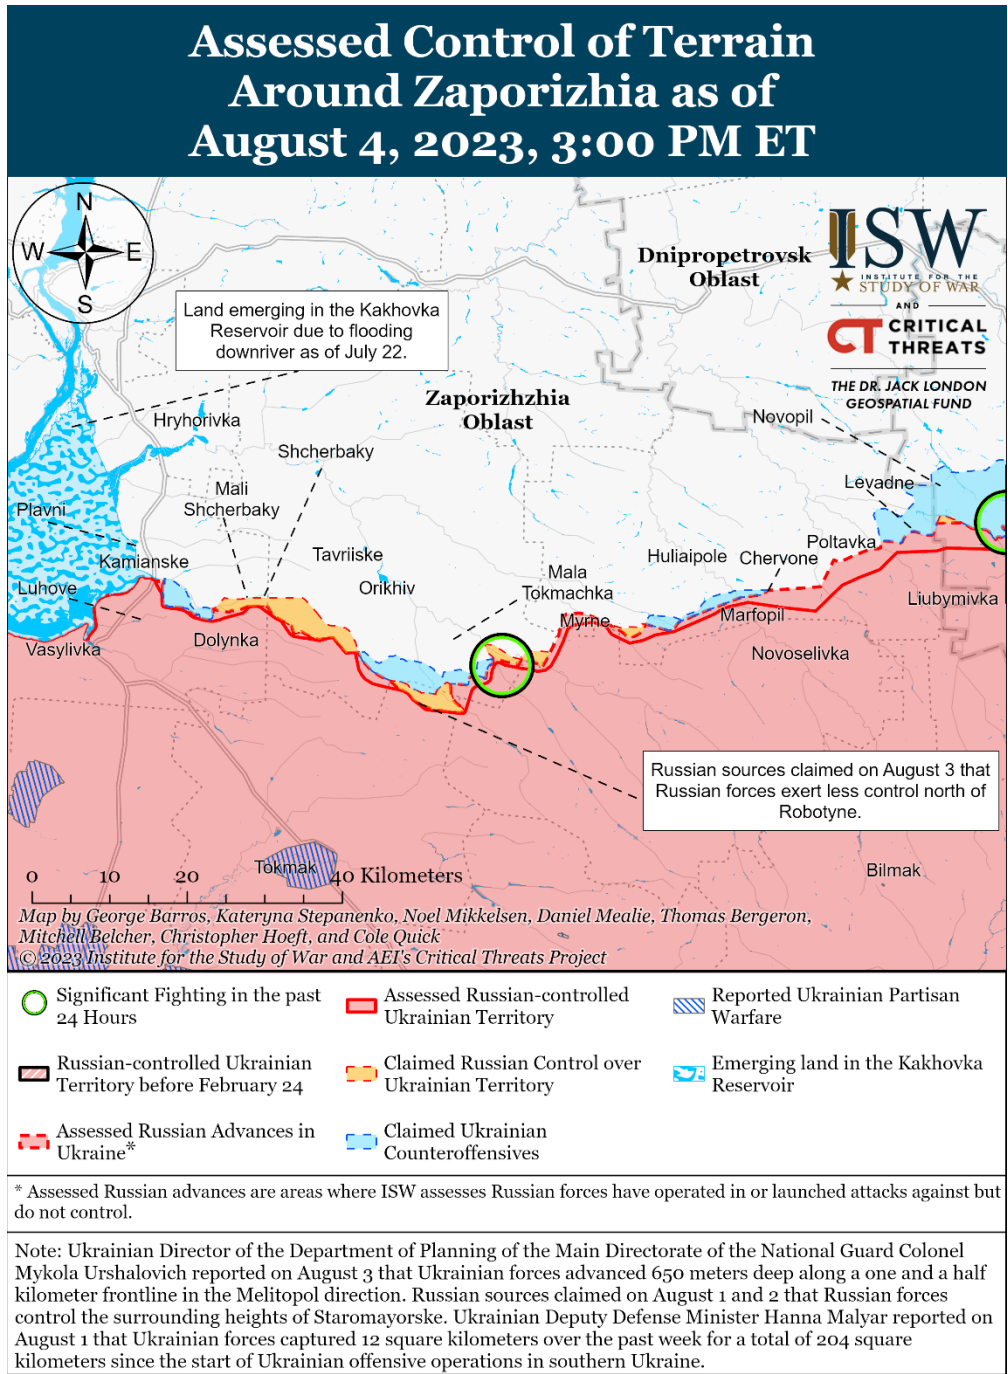 Assessed Control of Terrain
Around Zaporizhia as of
August 4, 2023, 3:00 PM ET
N
W
E
S
ISW
INSTITUTE FOR THE
STUDY OF WAR
AND
CT CRITICAL
THREATS
THE DR. JACK LONDON
GEOSPATIAL FUND
Dnipropetrovsk
Oblast
Land emerging in the Kakhovka
Reservoir due to flooding
downriver as of July 22.
Zaporizhzhia
Oblast
Hryhorivka
Novopil
Shcherbaky
Levadne
Mali
Shcherbaky
Plavni
Poltavka
Tavriiske
Huliaipole
Chervone
Kamianske
Mala
Tokmachka
Orikhiv
Luhove
Liubymivka
Marfopil
Myrne
Dolynka
Vasylivka
Novoselivka
Russian sources claimed on August 3 that
Russian forces exert less control north of
Robotyne.
Tokmak
Bilmak
0 10 20 40 Kilometers
Map by George Barros, Kateryna Stepanenko, Noel Mikkelsen, Daniel Mealie, Thomas Bergeron,
Mitchell Belcher, Christopher Hoeft, and Cole Quick
© 2023 Institute for the Study of War and AEI's Critical Threats Project
Significant Fighting in the past
24 Hours
Assessed Russian-controlled
Ukrainian Territory
Reported Ukrainian Partisan
Warfare
Russian-controlled Ukrainian
Territory before February 24
Claimed Russian Control over
Ukrainian Territory
Emerging land in the Kakhovka
Reservoir
Assessed Russian Advances in
Ukraine*
Claimed Ukrainian
Counteroffensives
* Assessed Russian advances are areas where ISW assesses Russian forces have operated in or launched attacks against but
do not control.
Note: Ukrainian Director of the Department of Planning of the Main Directorate of the National Guard Colonel
Mykola Urshalovich reported on August 3 that Ukrainian forces advanced 650 meters deep along a one and a half
kilometer frontline in the Melitopol direction. Russian sources claimed on August 1 and 2 that Russian forces
control the surrounding heights of Staromayorske. Ukrainian Deputy Defense Minister Hanna Malyar reported on
August 1 that Ukrainian forces captured 12 square kilometers over the past week for a total of 204 square
kilometers since the start of Ukrainian offensive operations in southern Ukraine.